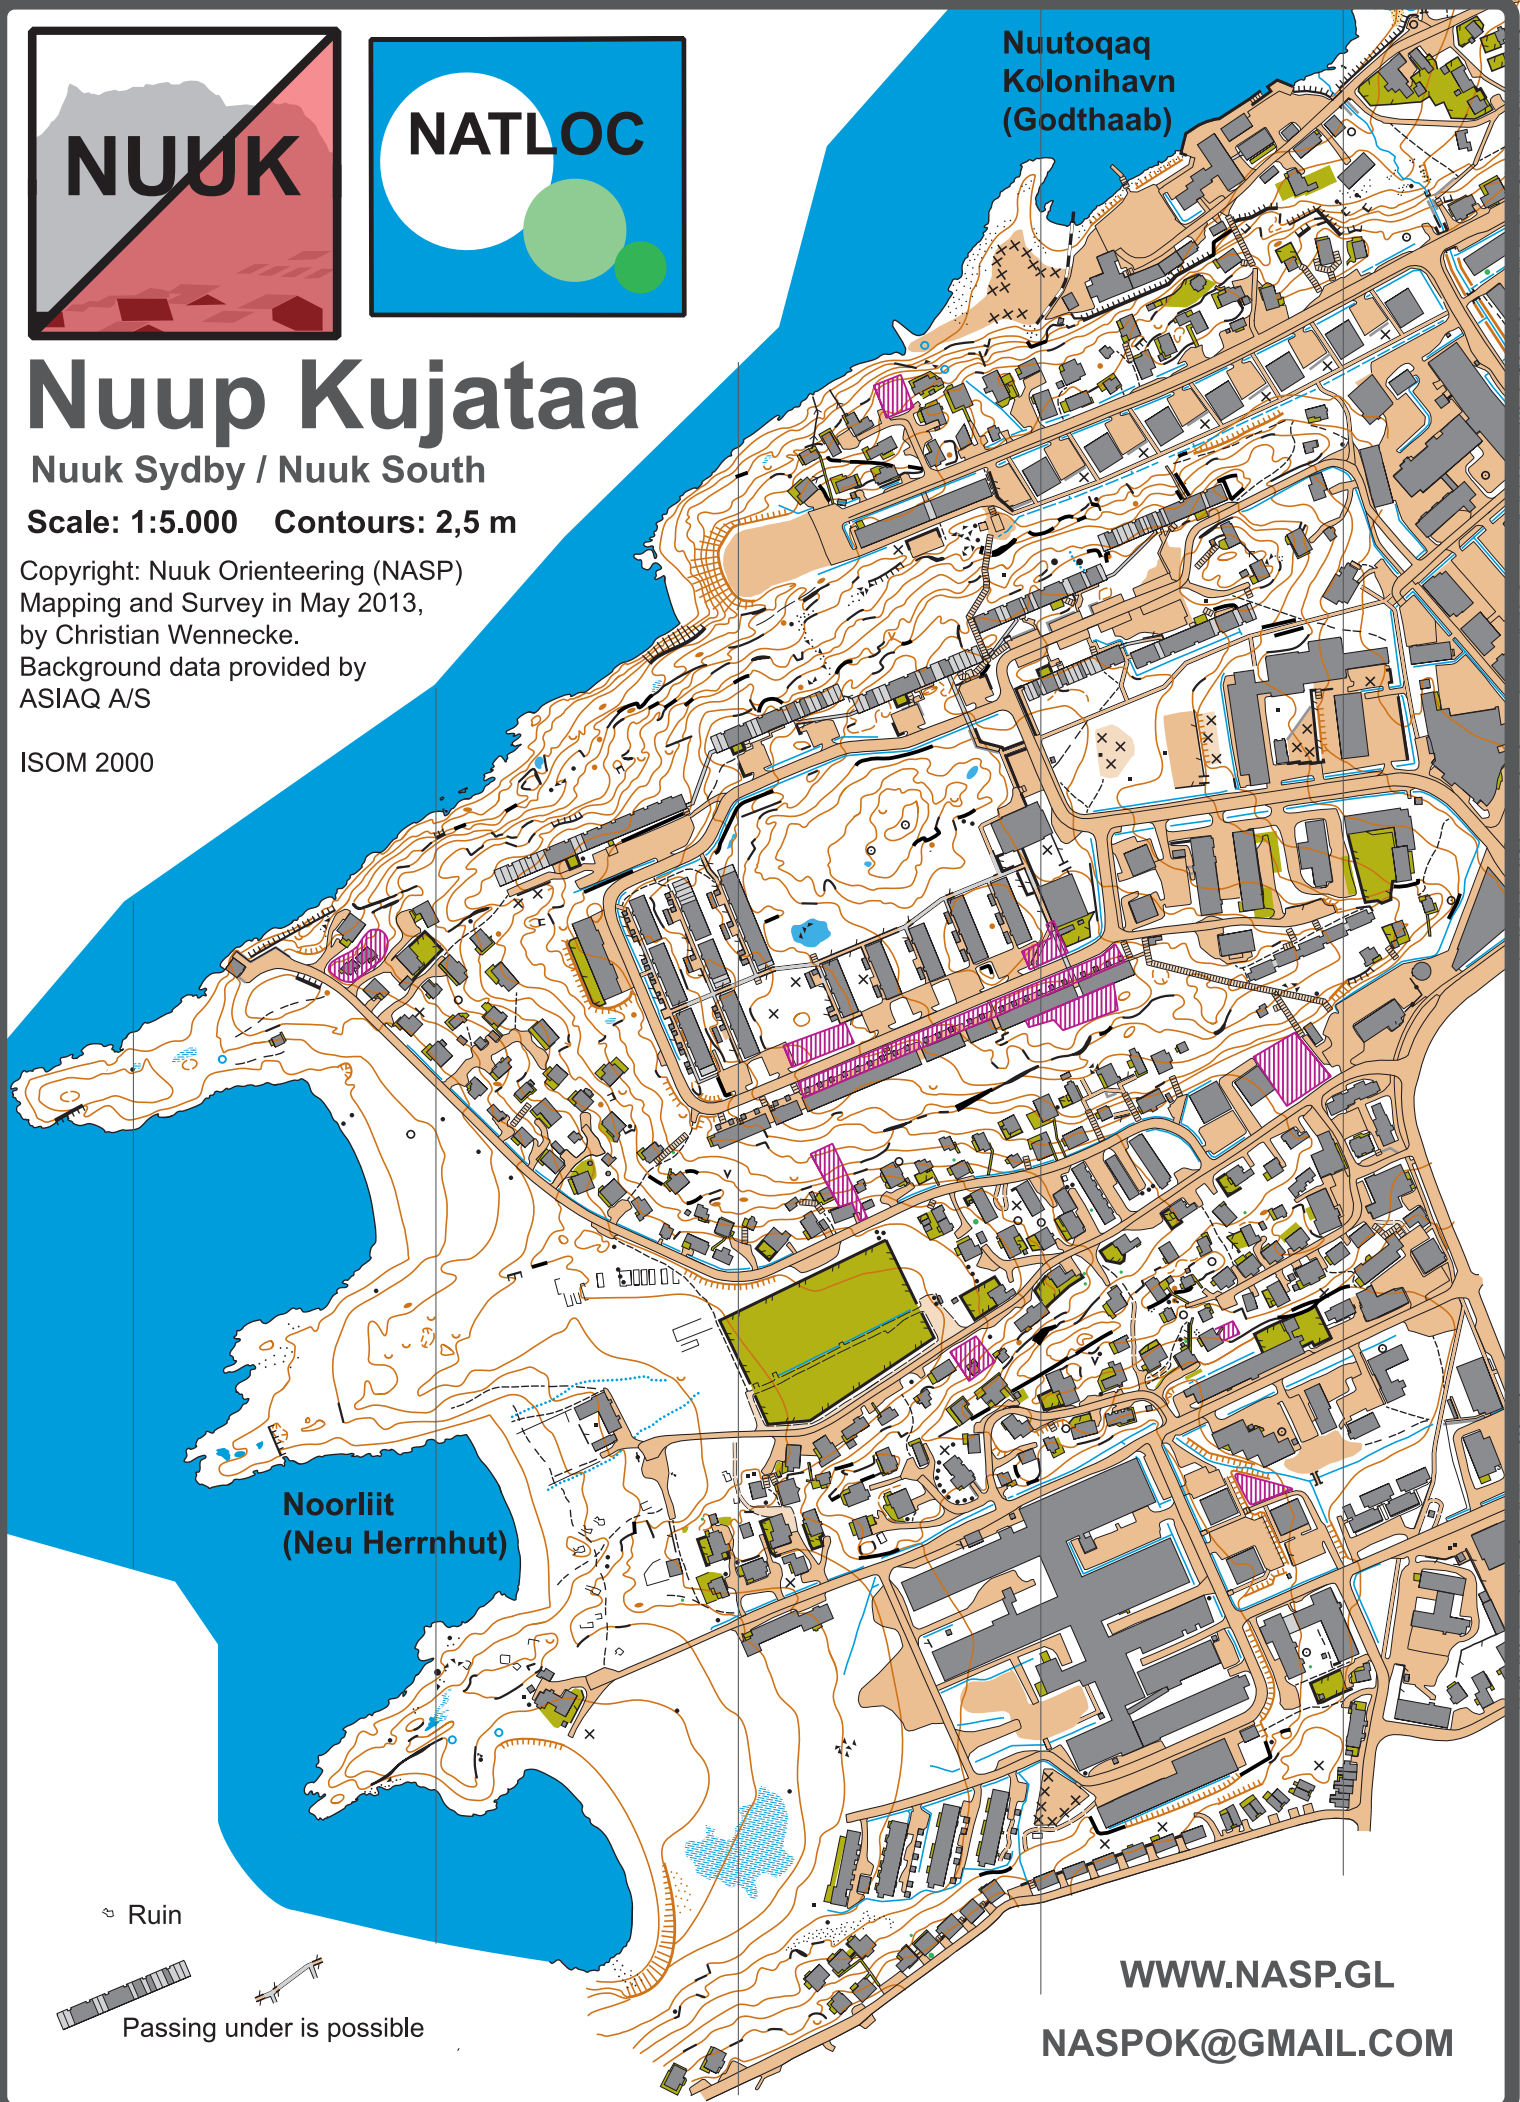 NUUK
NATLOC
Nuutoqaq
Kolonihavn
(Godthaab)
Nuup Kujataa
Nuuk Sydby / Nuuk South
Scale: 1:5.000 Contours: 2,5 m
Copyright: Nuuk Orienteering (NASP)
Mapping and Survey in May 2013,
by Christian Wennecke.
Background data provided by
ASIAQ A/S
ISOM 2000
Noorliit
(Neu Herrnhut)
Ruin
Passing under is possible
WWW.NASP.GL
NASPOK@GMAIL.COM